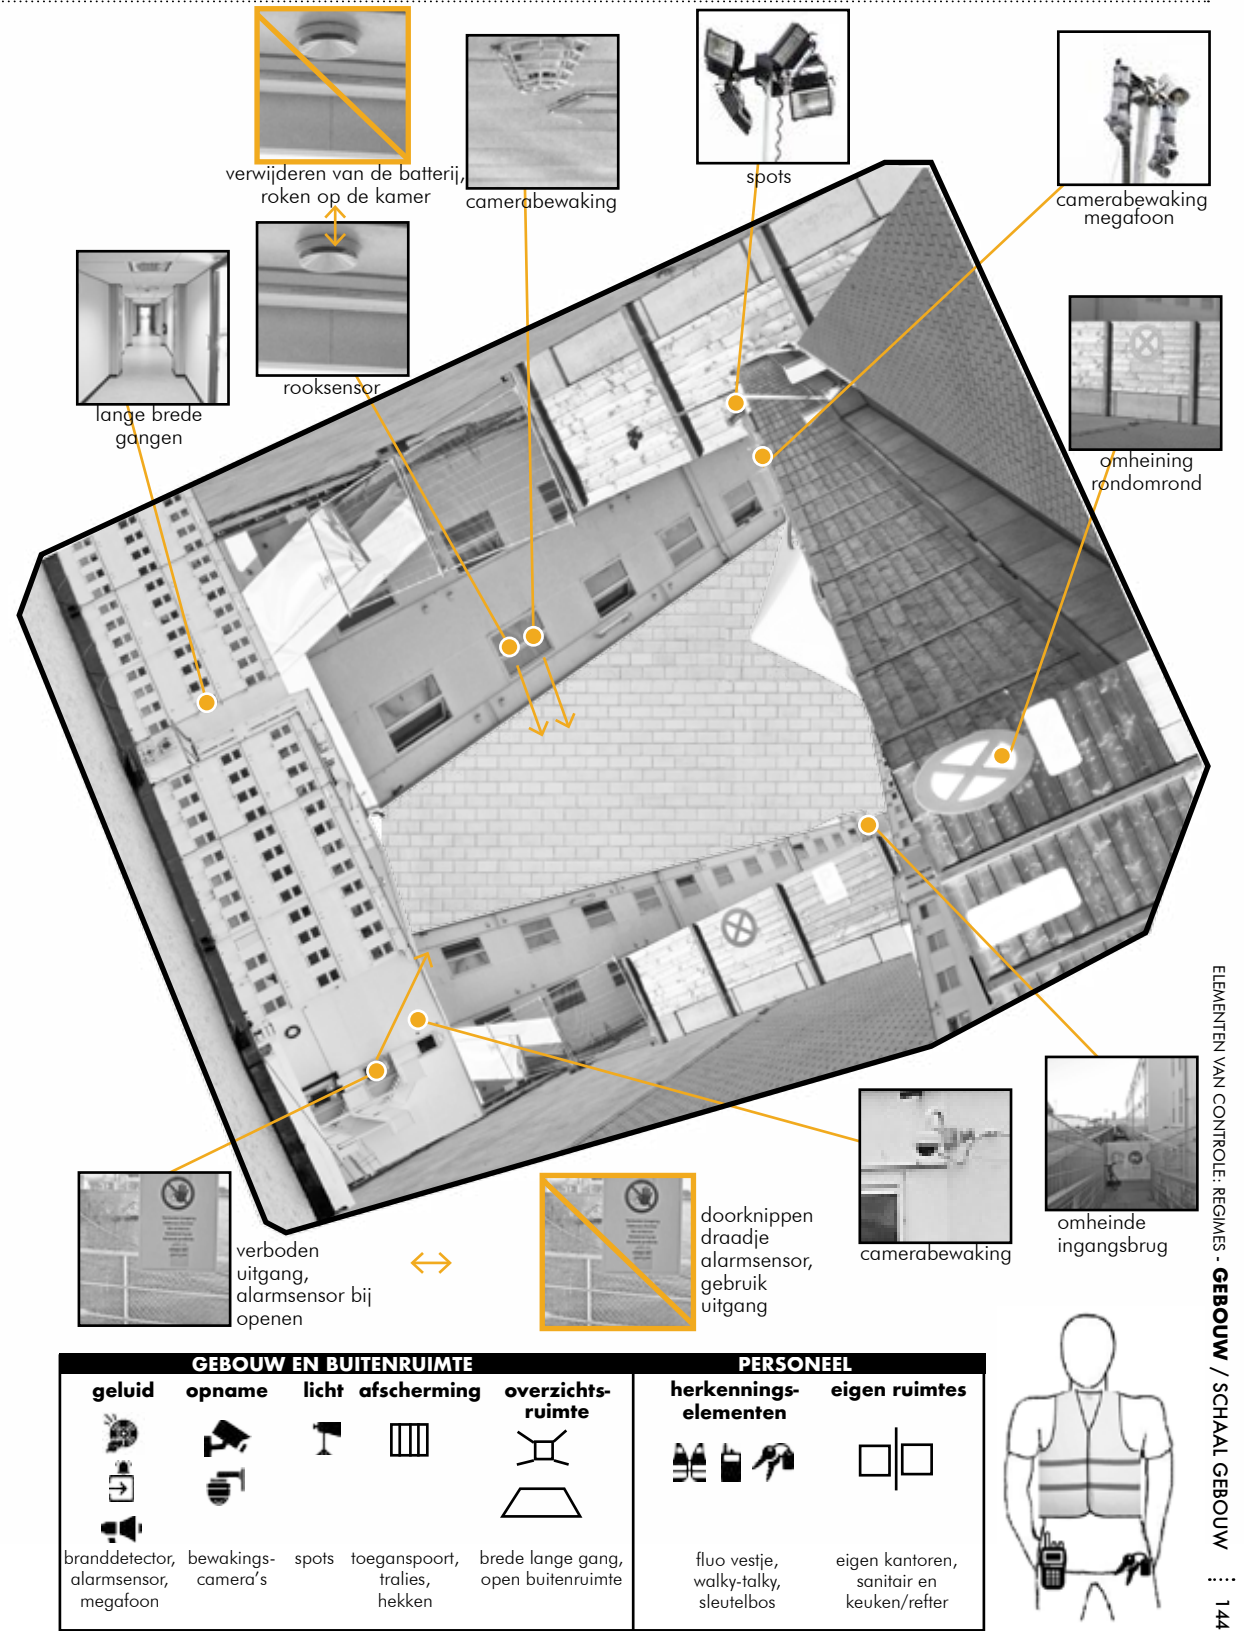 verwijderen van de batterij,
roken op de kamer
camerabewaking
spots
camerabewaking
megafoon
rooksensor
lange brede
gangen
omheining
rondomrond
verboden
uitgang,
alarmsensor bij
openen
doorknippen
draadje
alarmsensor,
gebruik
uitgang
camerabewaking
omheinde
ingangsbrug
ELEMENTEN VAN CONTROLE: REGIMES - GEBOUW / SCHAAL GEBOUW
144
GEBOUW EN BUITENRUIMTE
geluid
opname
licht
afscherming
overzichts-
ruimte
branddetector,
alarmsensor,
megafoon
bewakings-
camera's
spots
toeganspoort,
tralies,
hekken
brede lange gang,
open buitenruimte
PERSONEEL
herkennings-
elementen
eigen ruimtes
fluo vestje,
walky-talky,
sleutelbos
eigen kantoren,
sanitair en
keuken/refter